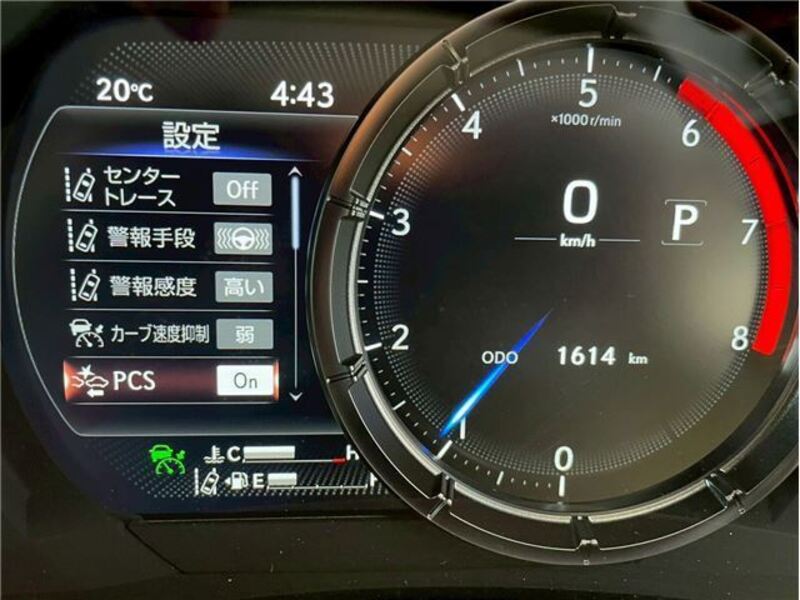 20°C
4:43
設定
センター
トレース
Off
警報手段
警報感度
高い
カーブ速度抑制
弱
PCS
On
C
H
E
0
1
2
3
4
5
6
7
8
×1000 r/min
0
km/h
P
ODO
1614 km